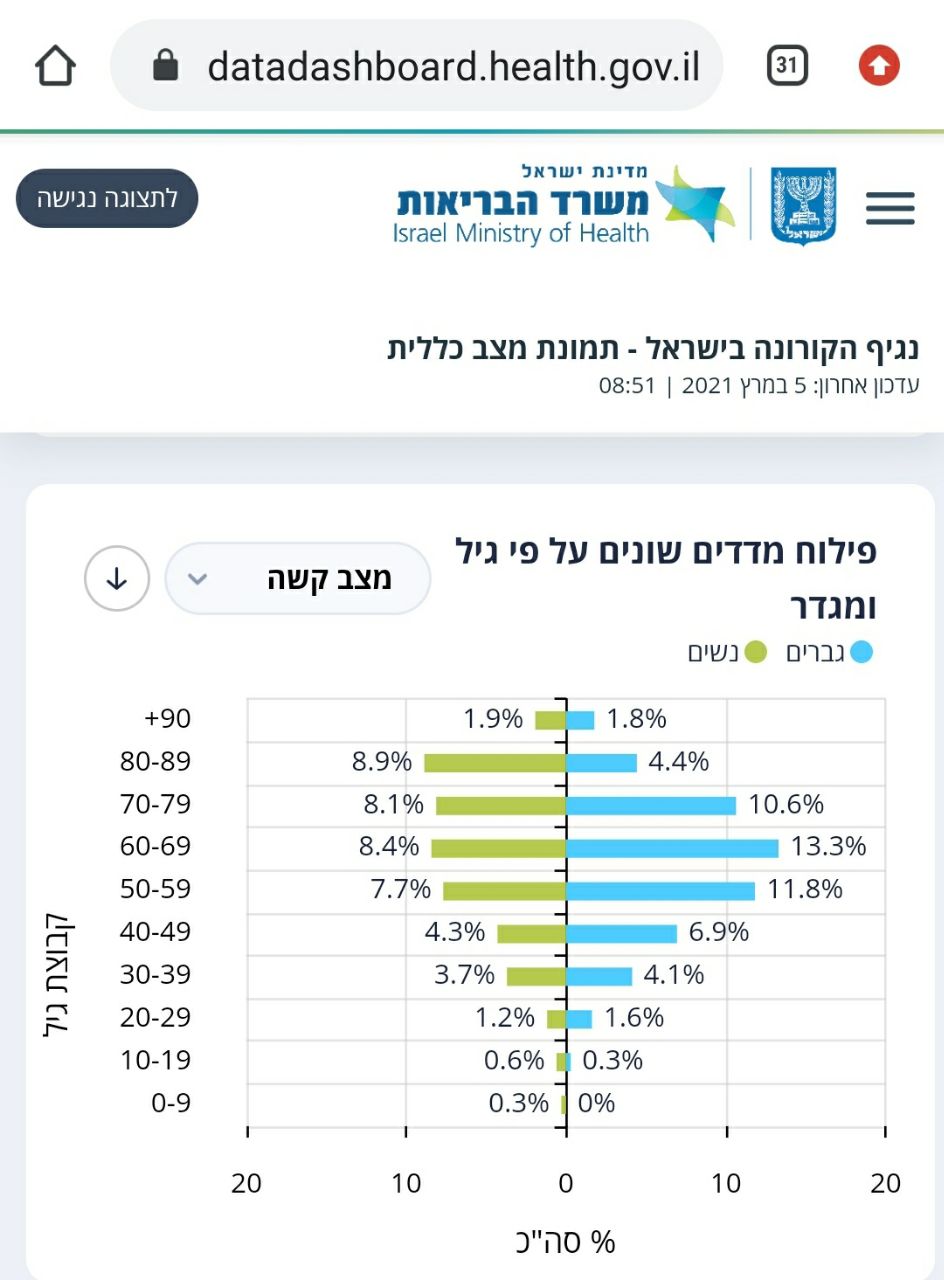 datadashboard.health.gov.il
31
לתצוגה נגישה
מדינת ישראל
משרד הבריאות
Israel Ministry of Health
ישראל
נגיף הקורונה בישראל - תמונת מצב כללית
עדכון אחרון: 5 במרץ 2021 | 08:51
פילוח מדדים שונים על פי גיל
ומגדר
מצב קשה
גברים נשים
90+ 1.9% 1.8%
80-89 8.9% 4.4%
70-79 8.1% 10.6%
60-69 8.4% 13.3%
50-59 7.7% 11.8%
40-49 4.3% 6.9%
30-39 3.7% 4.1%
20-29 1.2% 1.6%
10-19 0.6% 0.3%
0-9 0.3% 0%
קבוצת גיל
20 10 0 10 20
% סה"כ